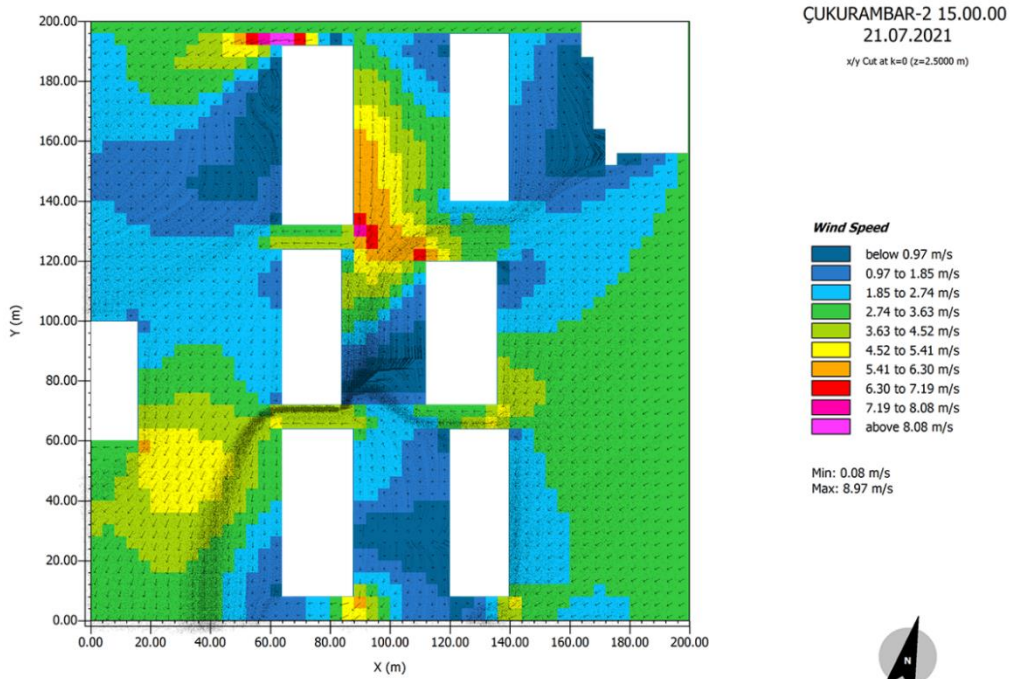 ÇUKURAMBAR-2 15.00.00
21.07.2021
x/y Cut at k=0 (z=2.5000 m)
200.00
180.00
160.00
140.00
120.00
100.00
80.00
60.00
40.00
20.00
0.00
Y (m)
0.00 20.00 40.00 60.00 80.00 100.00 120.00 140.00 160.00 180.00 200.00
X (m)
Wind Speed
below 0.97 m/s
0.97 to 1.85 m/s
1.85 to 2.74 m/s
2.74 to 3.63 m/s
3.63 to 4.52 m/s
4.52 to 5.41 m/s
5.41 to 6.30 m/s
6.30 to 7.19 m/s
7.19 to 8.08 m/s
above 8.08 m/s
Min: 0.08 m/s
Max: 8.97 m/s
N